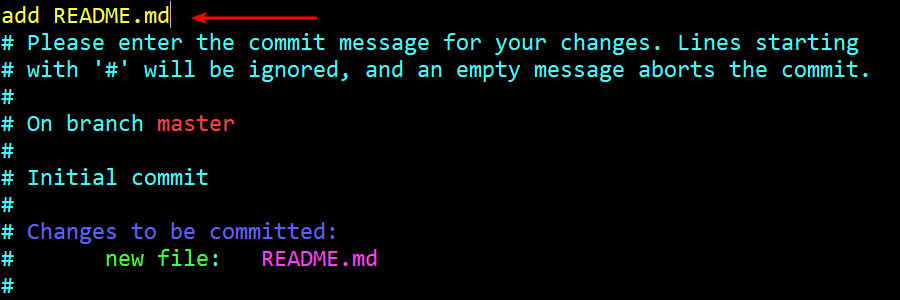 add README.md
# Please enter the commit message for your changes. Lines starting
# with '#' will be ignored, and an empty message aborts the commit.
#
# On branch master
#
# Initial commit
#
# Changes to be committed:
#       new file:   README.md
#